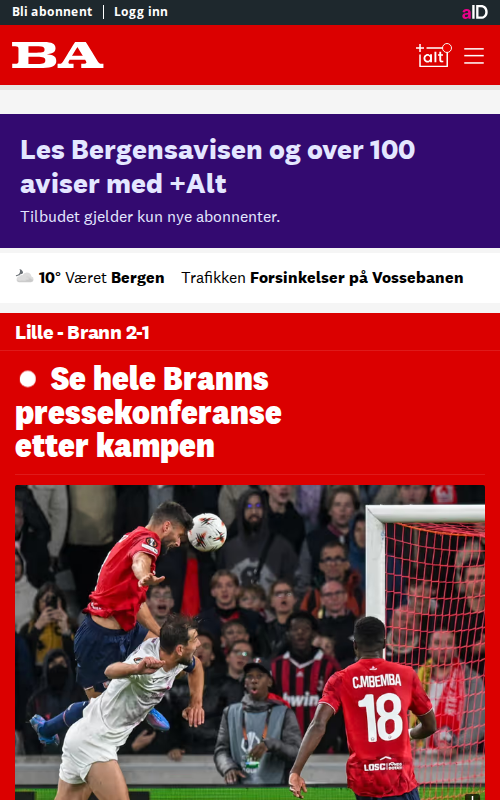 Bli abonnent | Logg inn aID
BA +alt
Les Bergensavisen og over 100
aviser med +Alt
Tilbudet gjelder kun nye abonnenter.
10° Været Bergen Trafikken Forsinkelser på Vossebanen
Lille - Brann 2-1
Se hele Branns
pressekonferanse
etter kampen
C.MBEMBA
18
LOSC
bwin